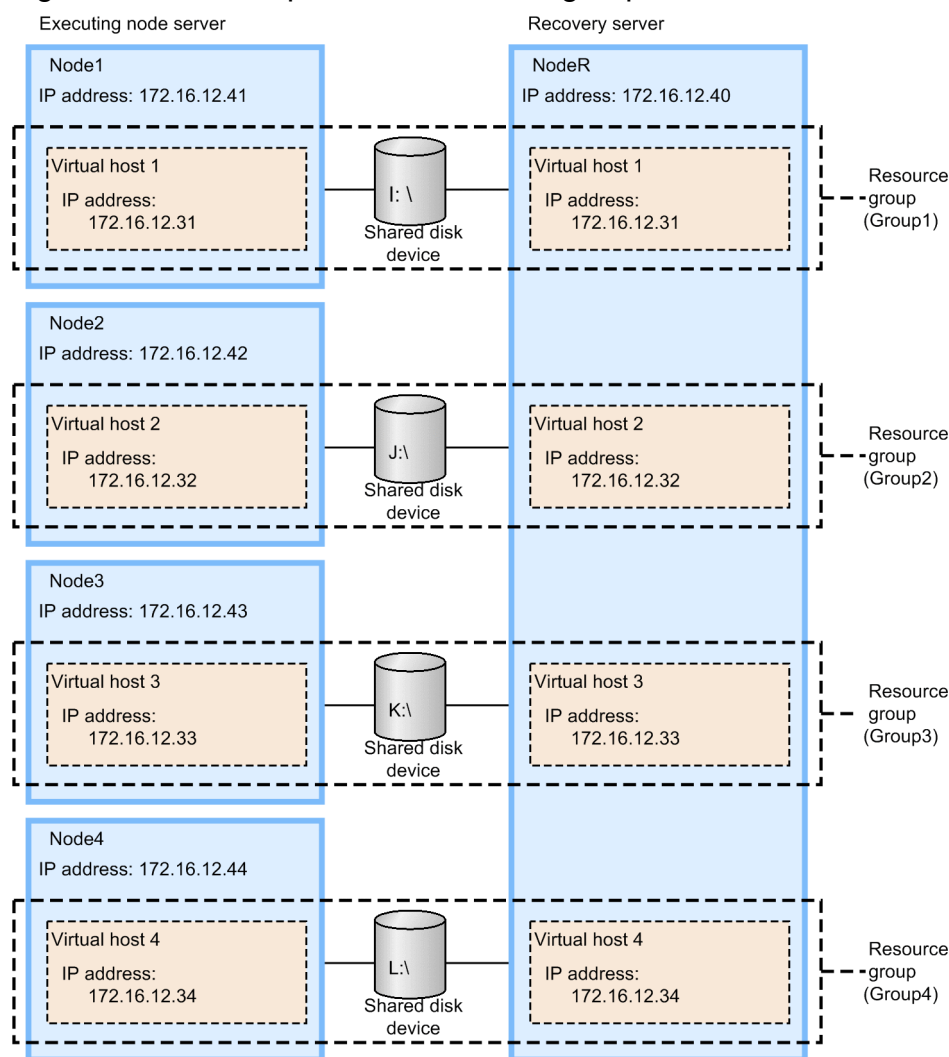 Executing node server
Recovery server
Node1
IP address: 172.16.12.41
NodeR
IP address: 172.16.12.40
Virtual host 1
IP address:
172.16.12.31
I: \
Shared disk
device
Virtual host 1
IP address:
172.16.12.31
Resource
group
(Group1)
Node2
IP address: 172.16.12.42
Virtual host 2
IP address:
172.16.12.32
J:\
Shared disk
device
Virtual host 2
IP address:
172.16.12.32
Resource
group
(Group2)
Node3
IP address: 172.16.12.43
Virtual host 3
IP address:
172.16.12.33
K:\
Shared disk
device
Virtual host 3
IP address:
172.16.12.33
Resource
group
(Group3)
Node4
IP address: 172.16.12.44
Virtual host 4
IP address:
172.16.12.34
L:\
Shared disk
device
Virtual host 4
IP address:
172.16.12.34
Resource
group
(Group4)